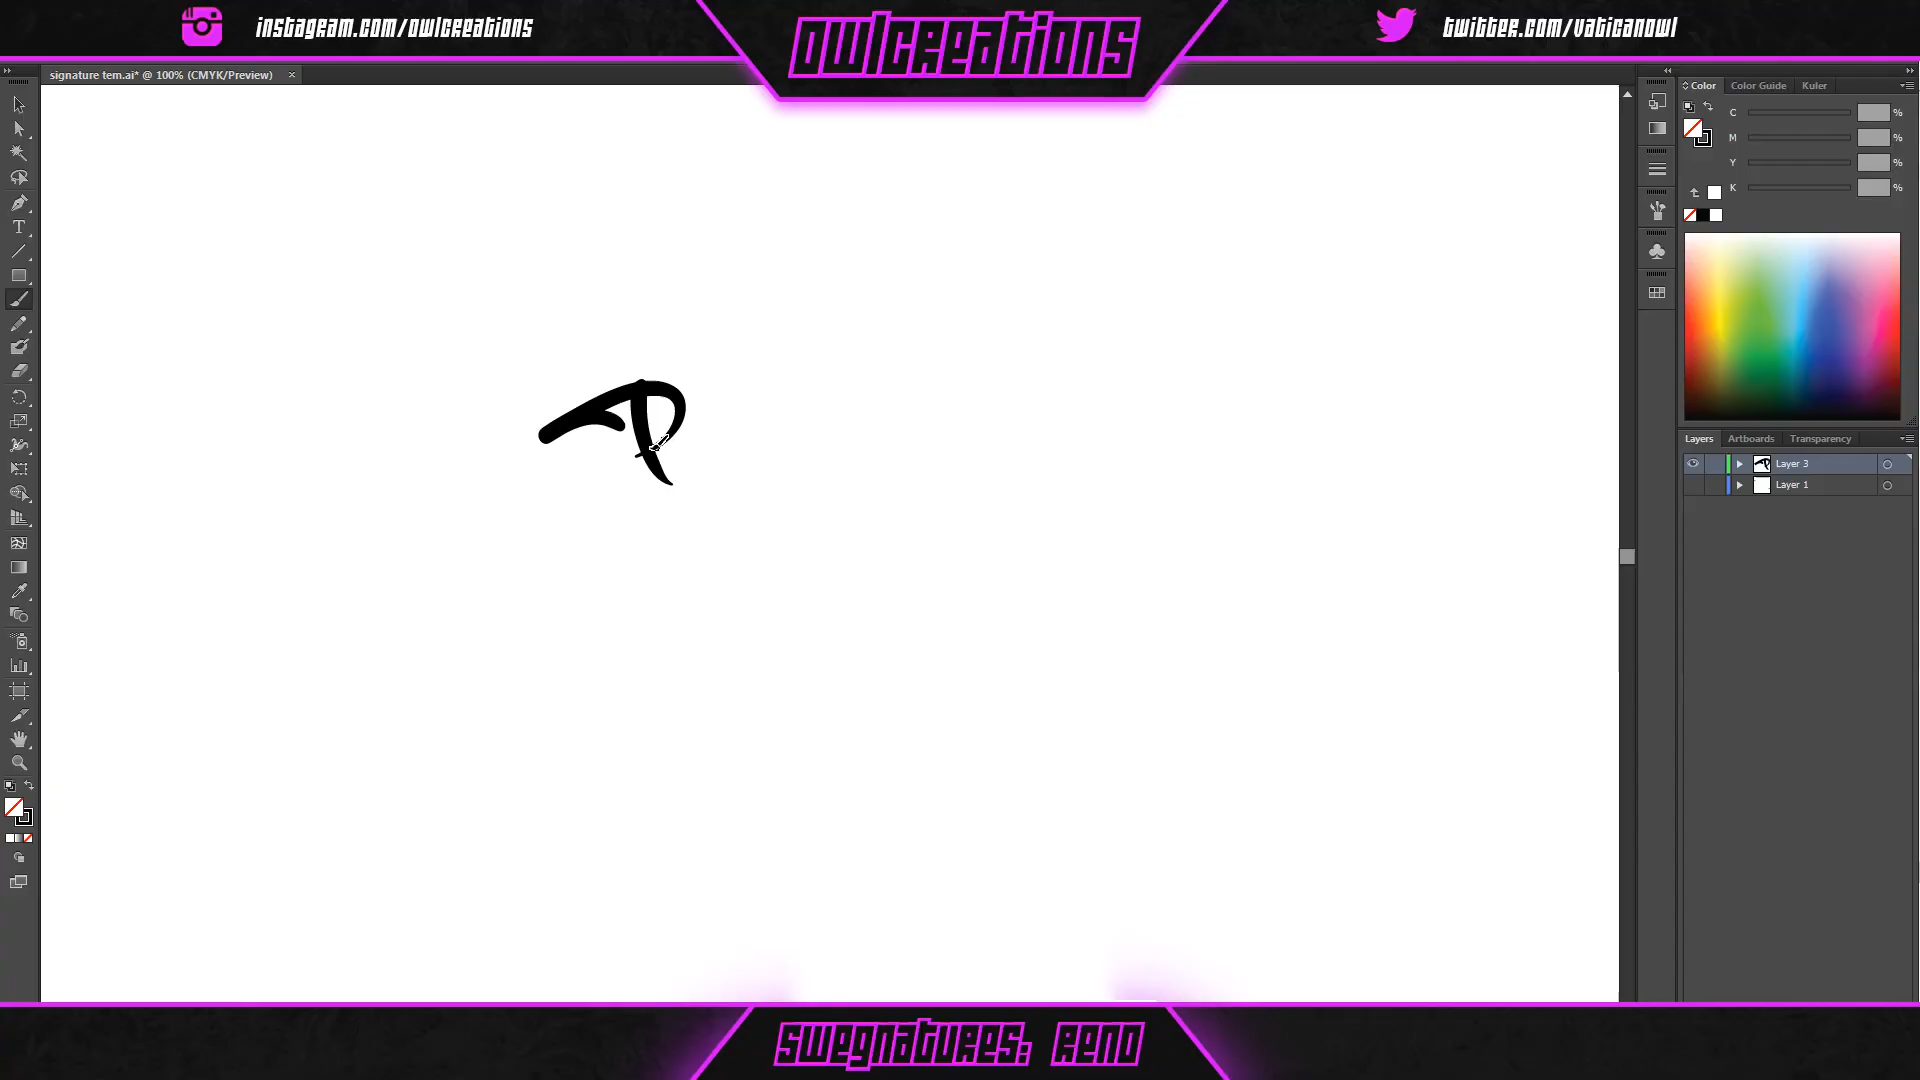 instagram.com/owlcreations
owlcreations
twitter.com/vaticanowl
signature tem.ai* @ 100% (CMYK/Preview)
Color
Color Guide
Kuler
C
%
M
%
Y
%
K
%
Layers
Artboards
Transparency
Layer 3
Layer 1
swegnatures: reno